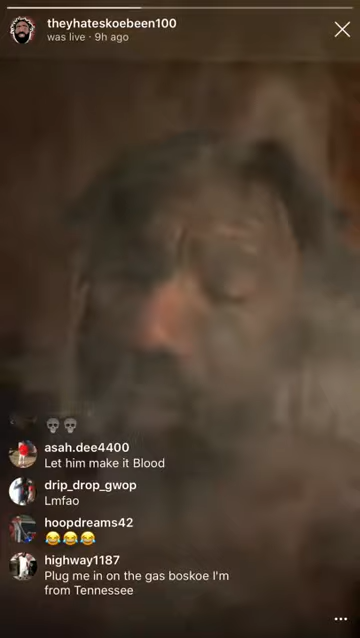 theyhateskoebeen100
was live · 9h ago
💀💀
asah.dee4400
Let him make it Blood
drip_drop_gwop
Lmfao
hoopdreams42
😂😂😂
highway1187
Plug me in on the gas boskoe I'm
from Tennessee